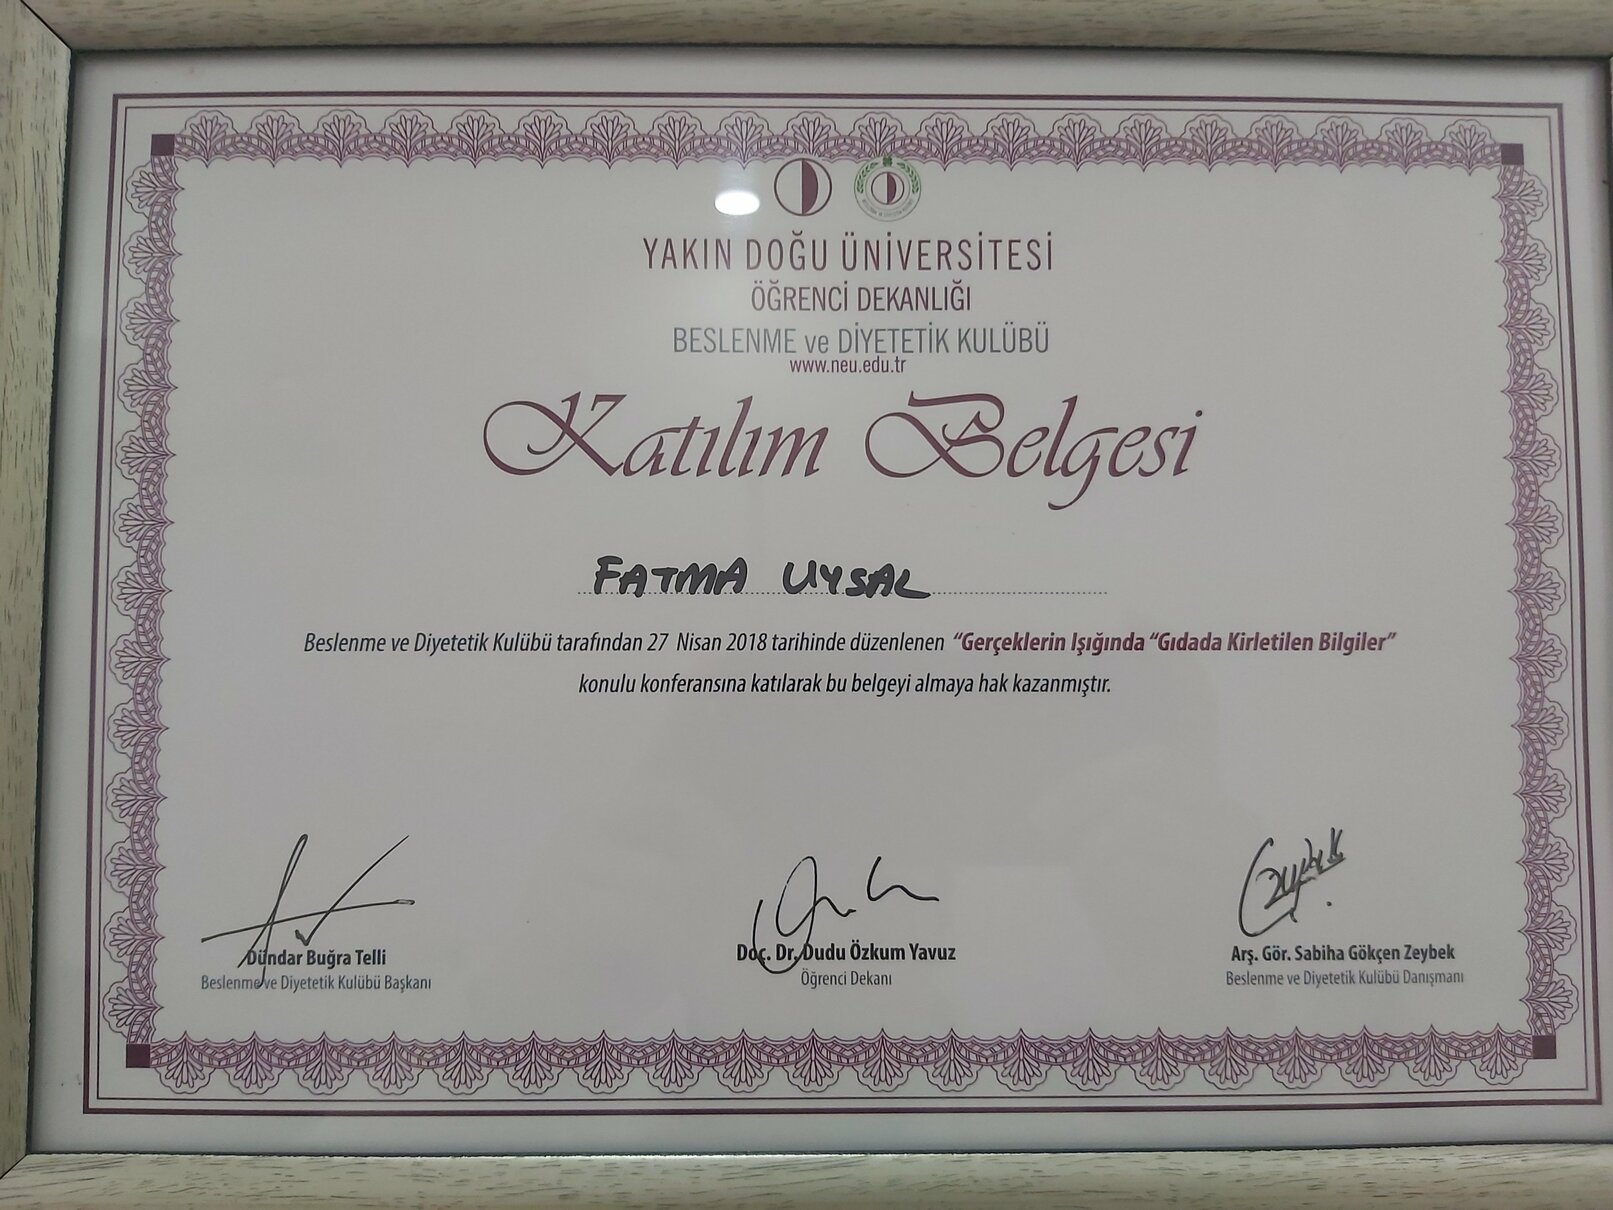 YAKIN DOĞU ÜNİVERSİTESİ
ÖĞRENCİ DEKANLIĞI
BESLENME ve DİYETETİK KULÜBÜ
www.neu.edu.tr
Katılım Belgesi
FATMA UYSAL
Beslenme ve Diyetetik Kulübü tarafından 27 Nisan 2018 tarihinde düzenlenen “Gerçeklerin Işığında “Gıdada Kirletilen Bilgiler”
konulu konferansına katılarak bu belgeyi almaya hak kazanmıştır.
Dündar Buğra Telli
Beslenme ve Diyetetik Kulübü Başkanı
Doç. Dr. Dudu Özkum Yavuz
Öğrenci Dekanı
Arş. Gör. Sabiha Gökçen Zeybek
Beslenme ve Diyetetik Kulübü Danışmanı